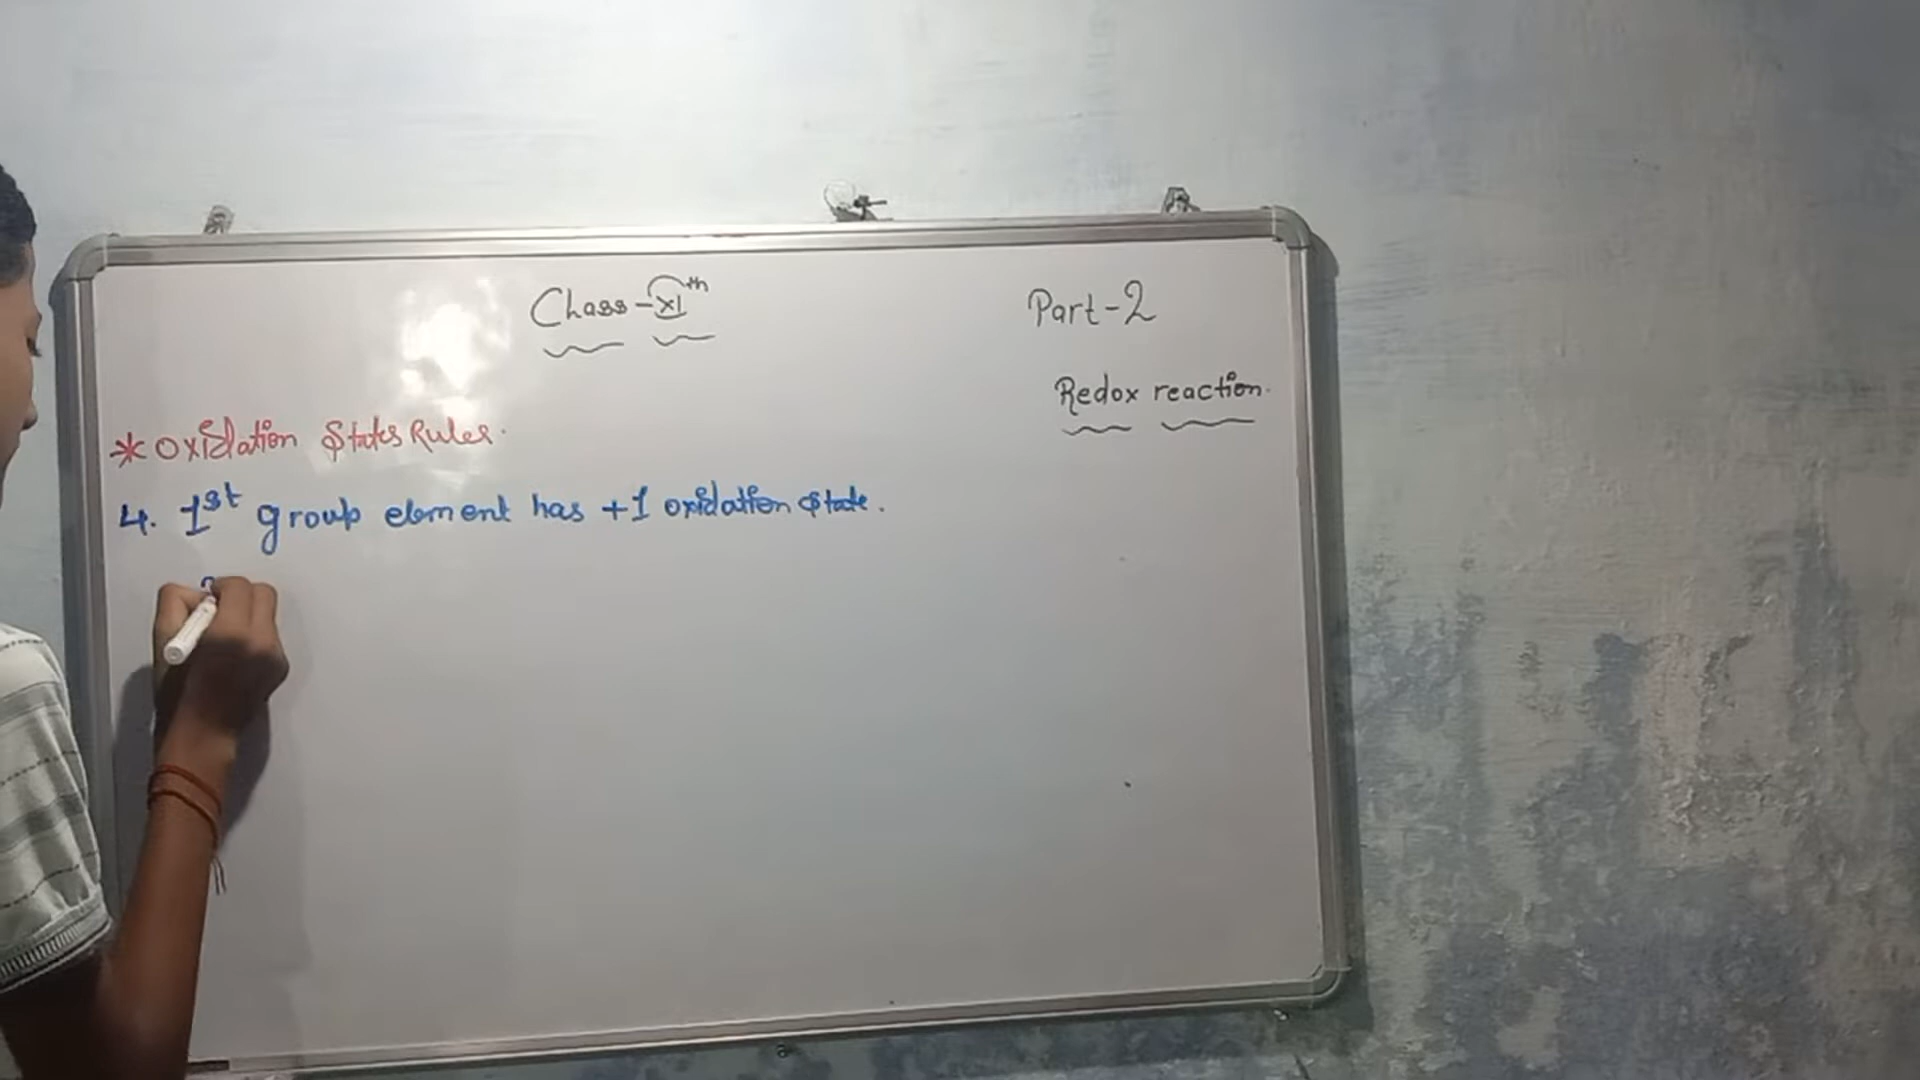 Class-XIth
Part-2
Redox reaction.
*Oxidation States Rules.
4. 1st group element has +1 oxidation state.